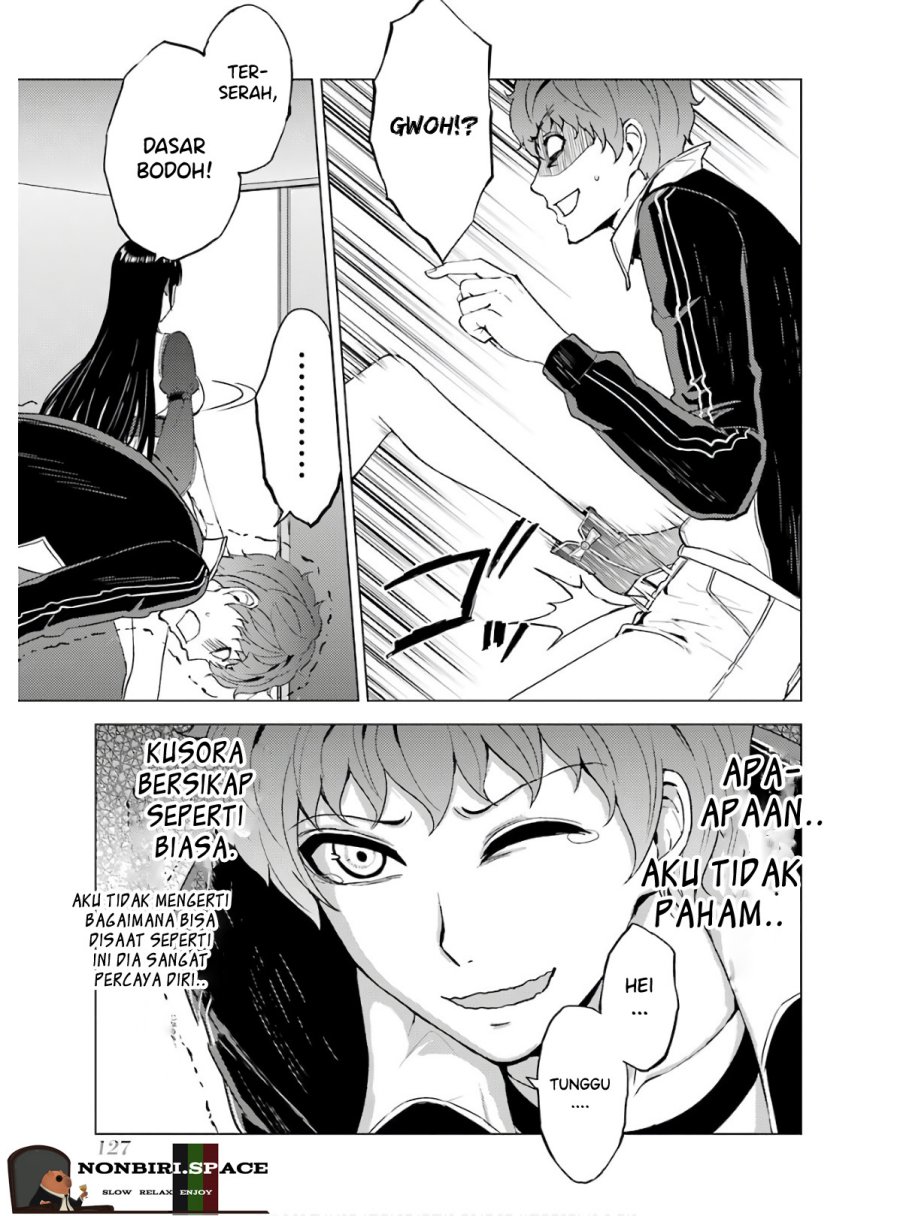 GWOH!?
TER-
SERAH,
DASAR
BODOH!
.........
APA-
APAAN..
AKU TIDAK
PAHAM..
HEI
...
TUNGGU
....
KUSORA
BERSIKAP
SEPERTI
BIASA.
AKU TIDAK MENGERTI
BAGAIMANA BISA
DISAAT SEPERTI
INI DIA SANGAT
PERCAYA DIRI..
127
NONBIRI.SPACE
SLOW RELAX ENJOY